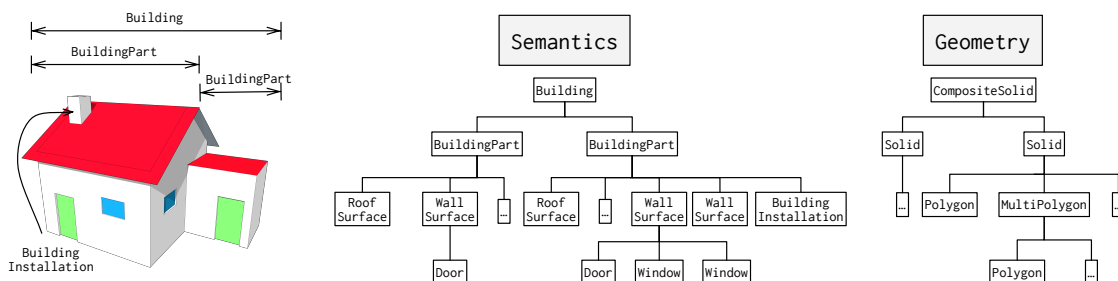 Building
BuildingPart
BuildingPart
Building
Installation
Semantics
Building
BuildingPart
BuildingPart
Roof
Surface
Wall
Surface
…
Roof
Surface
…
Wall
Surface
Wall
Surface
Building
Installation
Door
Door
Window
Window
Geometry
CompositeSolid
Solid
Solid
…
Polygon
MultiPolygon
…
Polygon
…